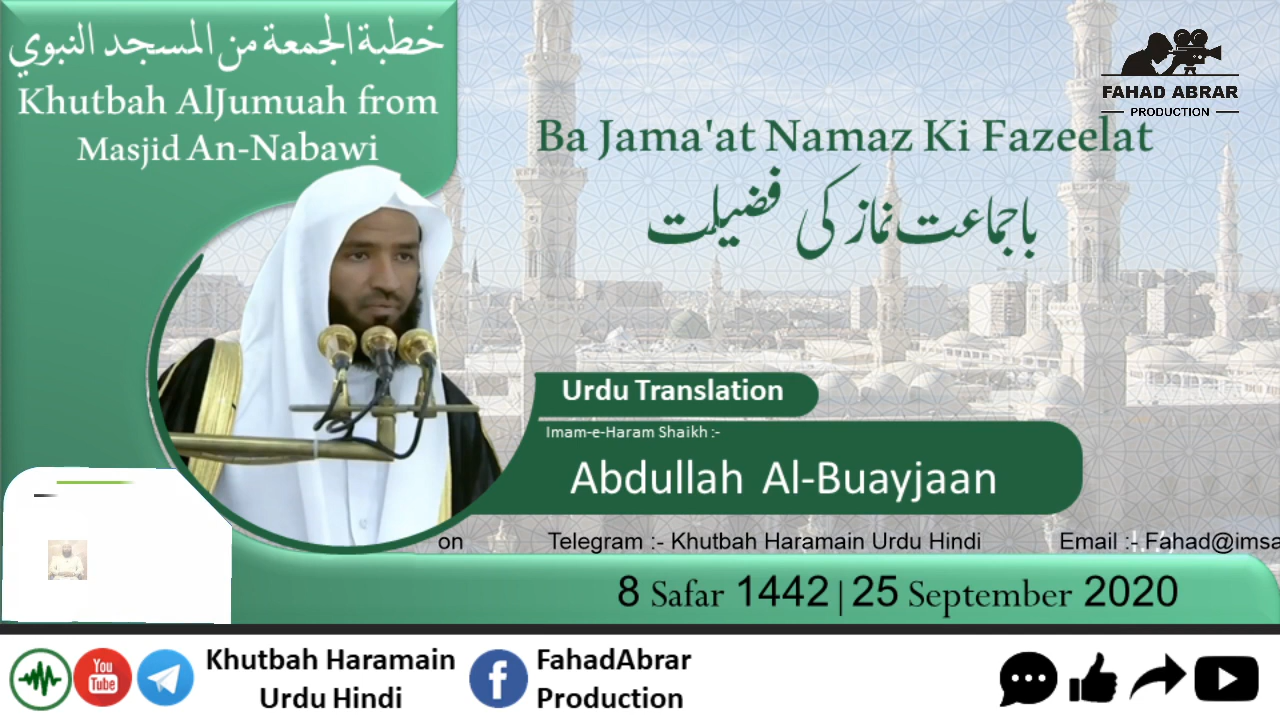 خطبة الجمعة من المسجد النبوي
Khutbah AlJumuah from
Masjid An-Nabawi
FAHAD ABRAR
PRODUCTION
Ba Jama'at Namaz Ki Fazeelat
باجماعت نماز کی فضیلت
Urdu Translation
Imam-e-Haram Shaikh :-
Abdullah Al-Buayjaan
on Telegram :- Khutbah Haramain Urdu Hindi Email :- Fahad@imsa
8 Safar 1442 | 25 September 2020
You
Tube
Khutbah Haramain
Urdu Hindi
FahadAbrar
Production